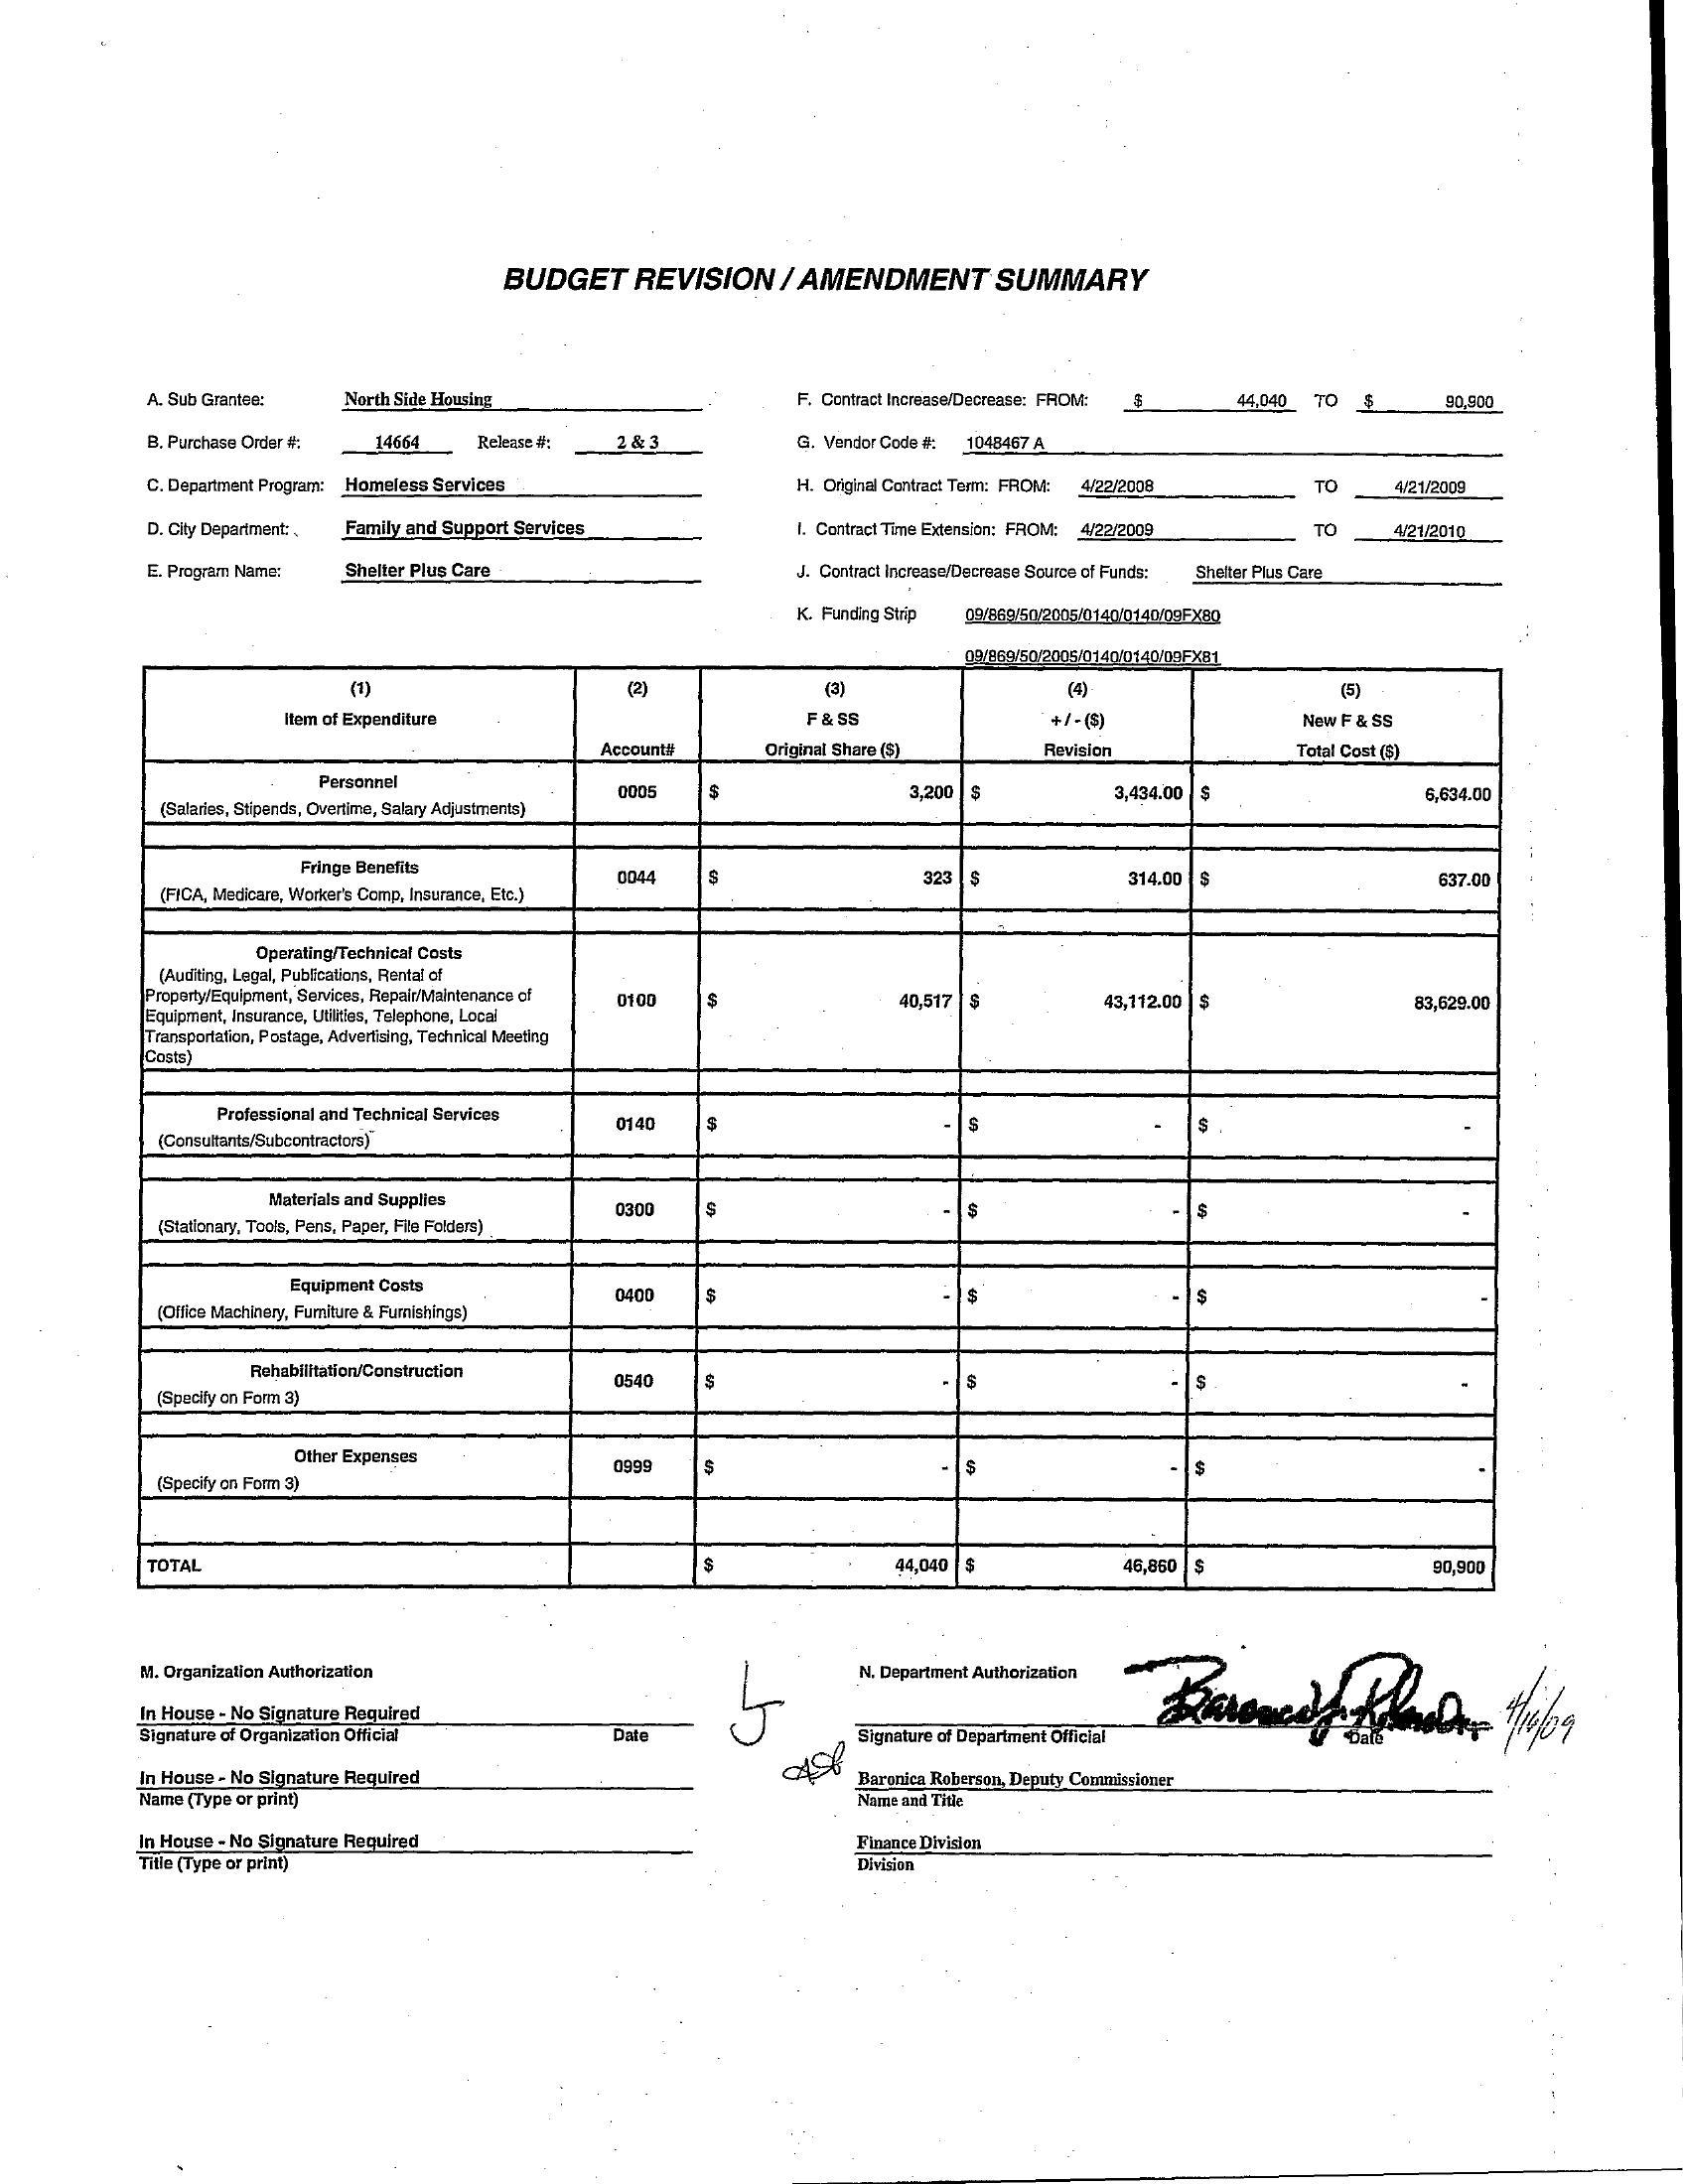 BUDGET REVISION / AMENDMENT SUMMARY
A. Sub Grantee: North Side Housing F. Contract Increase/Decrease: FROM: $ 44,040 TO $ 90,900
B. Purchase Order #: 14664 Release #: 2 & 3 G. Vendor Code #: 1048467 A
C. Department Program: Homeless Services H. Original Contract Term: FROM: 4/22/2008 TO 4/21/2009
D. City Department: Family and Support Services I. Contract Time Extension: FROM: 4/22/2009 TO 4/21/2010
E. Program Name: Shelter Plus Care J. Contract Increase/Decrease Source of Funds: Shelter Plus Care
K. Funding Strip 09/869/50/2005/0140/0140/09FX80
09/869/50/2005/0140/0140/09FX81
(1) (2) (3) (4) (5)
Item of Expenditure F & SS +/-($) New F & SS
Account# Original Share ($) Revision Total Cost ($)
Personnel
0005 $ 3,200 $ 3,434.00 $ 6,634.00
(Salaries, Stipends, Overtime, Salary Adjustments)
Fringe Benefits
0044 $ 323 $ 314.00 $ 637.00
(FICA, Medicare, Worker's Comp, Insurance, Etc.)
Operating/Technical Costs
(Auditing, Legal, Publications, Rental of
Property/Equipment, Services, Repair/Maintenance of 0100 $ 40,517 $ 43,112.00 $ 83,629.00
Equipment, Insurance, Utilities, Telephone, Local
Transportation, Postage, Advertising, Technical Meeting
Costs)
Professional and Technical Services
0140 $ - $ - $ -
(Consultants/Subcontractors)
Materials and Supplies
0300 $ - $ - $ -
(Stationary, Tools, Pens, Paper, File Folders)
Equipment Costs
0400 $ - $ - $ -
(Office Machinery, Furniture & Furnishings)
Rehabilitation/Construction
0540 $ - $ - $ -
(Specify on Form 3)
Other Expenses
0999 $ - $ - $ -
(Specify on Form 3)
TOTAL $ 44,040 $ 46,860 $ 90,900
M. Organization Authorization N. Department Authorization
In House - No Signature Required 5 4/16/09
Signature of Organization Official Date Signature of Department Official Date
In House - No Signature Required Baronica Roberson, Deputy Commissioner
Name (Type or print) Name and Title
In House - No Signature Required Finance Division
Title (Type or print) Division